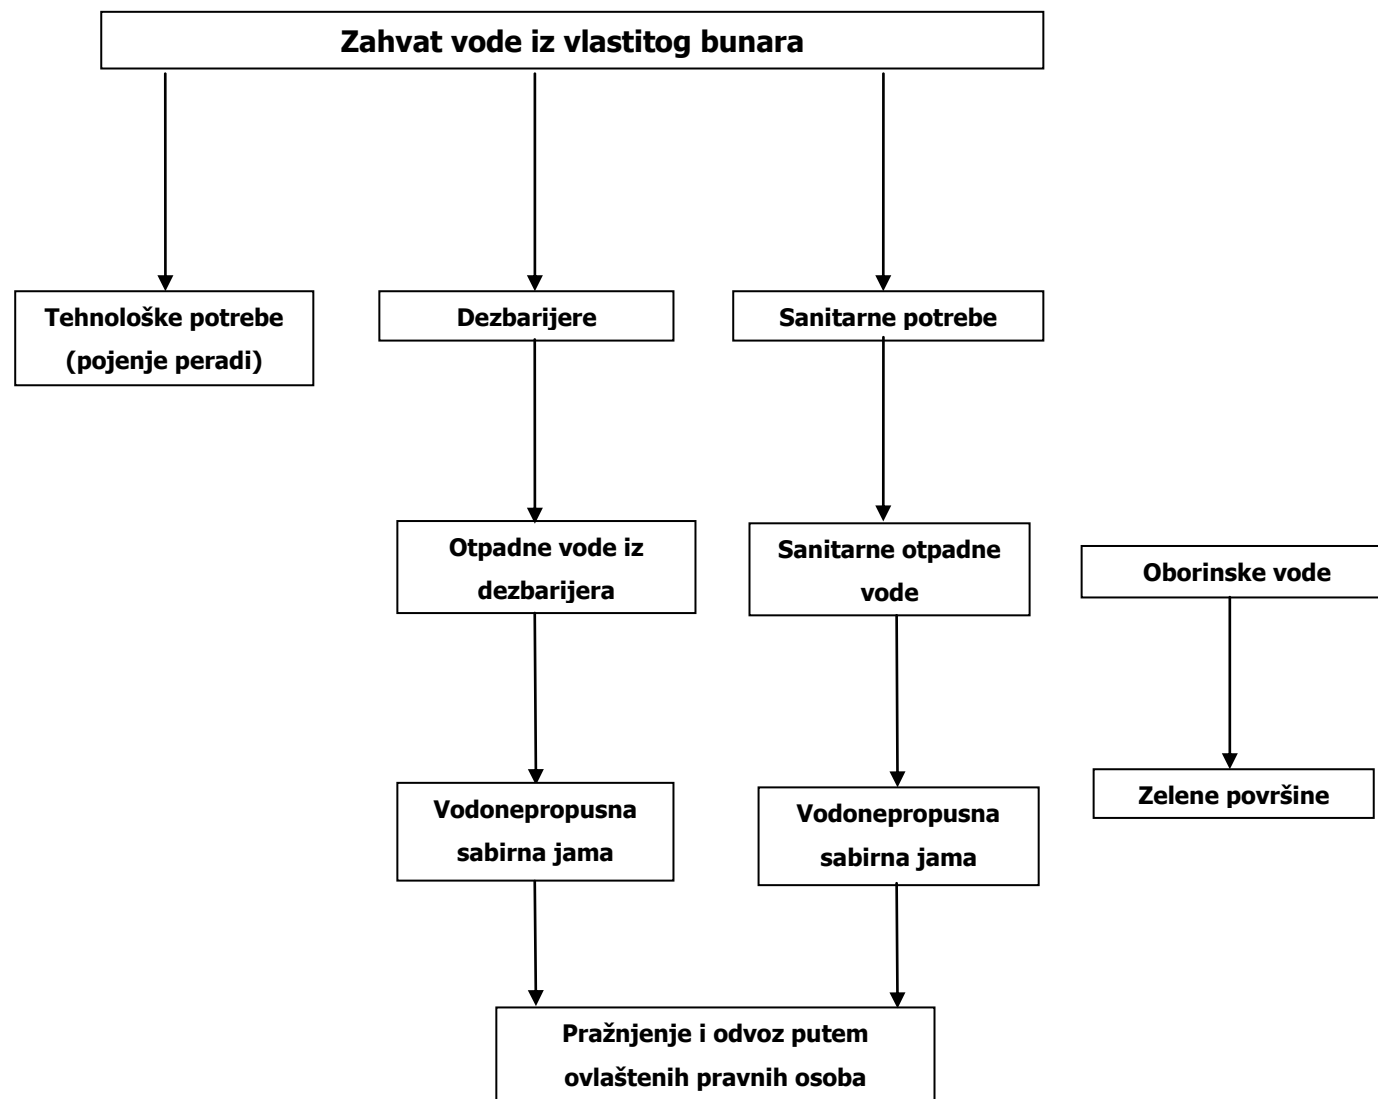 Zahvat vode iz vlastitog bunara
Tehnološke potrebe
(pojenje peradi)
Dezbarijere
Sanitarne potrebe
Otpadne vode iz
dezbarijera
Sanitarne otpadne
vode
Oborinske vode
Vodonepropusna
sabirna jama
Vodonepropusna
sabirna jama
Zelene površine
Pražnjenje i odvoz putem
ovlaštenih pravnih osoba